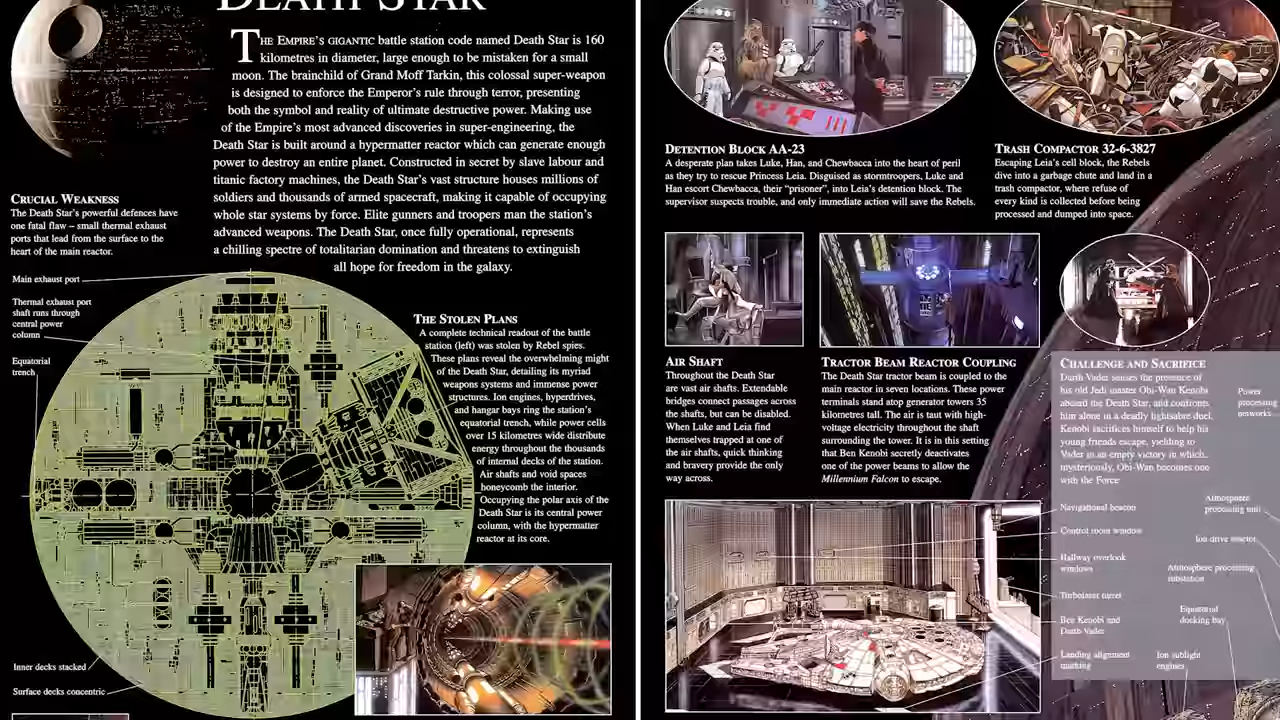 DEATH STAR
THE EMPIRE'S GIGANTIC battle station code named Death Star is 160
kilometres in diameter, large enough to be mistaken for a small
moon. The brainchild of Grand Moff Tarkin, this colossal super-weapon
is designed to enforce the Emperor's rule through terror, presenting
both the symbol and reality of ultimate destructive power. Making use
of the Empire's most advanced discoveries in super-engineering, the
Death Star is built around a hypermatter reactor which can generate enough
power to destroy an entire planet. Constructed in secret by slave labour and
titanic factory machines, the Death Star's vast structure houses millions of
soldiers and thousands of armed spacecraft, making it capable of occupying
whole star systems by force. Elite gunners and troopers man the station's
advanced weapons. The Death Star, once fully operational, represents
a chilling spectre of totalitarian domination and threatens to extinguish
all hope for freedom in the galaxy.
CRUCIAL WEAKNESS
The Death Star's powerful defences have
one fatal flaw – small thermal exhaust
ports that lead from the surface to the
heart of the main reactor.
Main exhaust port
Thermal exhaust port
shaft runs through
central power
column
Equatorial
trench
Inner decks stacked
Surface decks concentric
THE STOLEN PLANS
A complete technical readout of the battle
station (left) was stolen by Rebel spies.
These plans reveal the overwhelming might
of the Death Star, detailing its myriad
weapons systems and immense power
structures. Ion engines, hyperdrives,
and hangar bays ring the station's
equatorial trench, while power cells
over 15 kilometres wide distribute
energy throughout the thousands
of internal decks of the station.
Air shafts and void spaces
honeycomb the interior.
Occupying the polar axis of the
Death Star is its central power
column, with the hypermatter
reactor at its core.
DETENTION BLOCK AA-23
A desperate plan takes Luke, Han, and Chewbacca into the heart of peril
as they try to rescue Princess Leia. Disguised as stormtroopers, Luke and
Han escort Chewbacca, their "prisoner", into Leia's detention block. The
supervisor suspects trouble, and only immediate action will save the Rebels.
TRASH COMPACTOR 32-6-3827
Escaping Leia's cell block, the Rebels
dive into a garbage chute and land in a
trash compactor, where refuse of
every kind is collected before being
processed and dumped into space.
AIR SHAFT
Throughout the Death Star
are vast air shafts. Extendable
bridges connect passages across
the shafts, but can be disabled.
When Luke and Leia find
themselves trapped at one of
the air shafts, quick thinking
and bravery provide the only
way across.
TRACTOR BEAM REACTOR COUPLING
The Death Star tractor beam is coupled to the
main reactor in seven locations. These power
terminals stand atop generator towers 35
kilometres tall. The air is taut with high-
voltage electricity throughout the shaft
surrounding the tower. It is in this setting
that Ben Kenobi secretly deactivates
one of the power beams to allow the
Millennium Falcon to escape.
CHALLENGE AND SACRIFICE
Darth Vader senses the presence of
his old Jedi master Obi-Wan Kenobi
aboard the Death Star, and confronts
him alone in a deadly lightsabre duel.
Kenobi sacrifices himself to help his
young friends escape, yielding to
Vader in an empty victory in which,
mysteriously, Obi-Wan becomes one
with the Force
Power
processing
networks
Navigational beacon
Control room window
Hallway overlook
windows
Turbolaser turret
Ben Kenobi and
Darth Vader
Landing alignment
marking
Atmosphere
processing unit
Ion drive reactor
Atmosphere processing
substation
Equatorial
docking bay
Ion sublight
engines